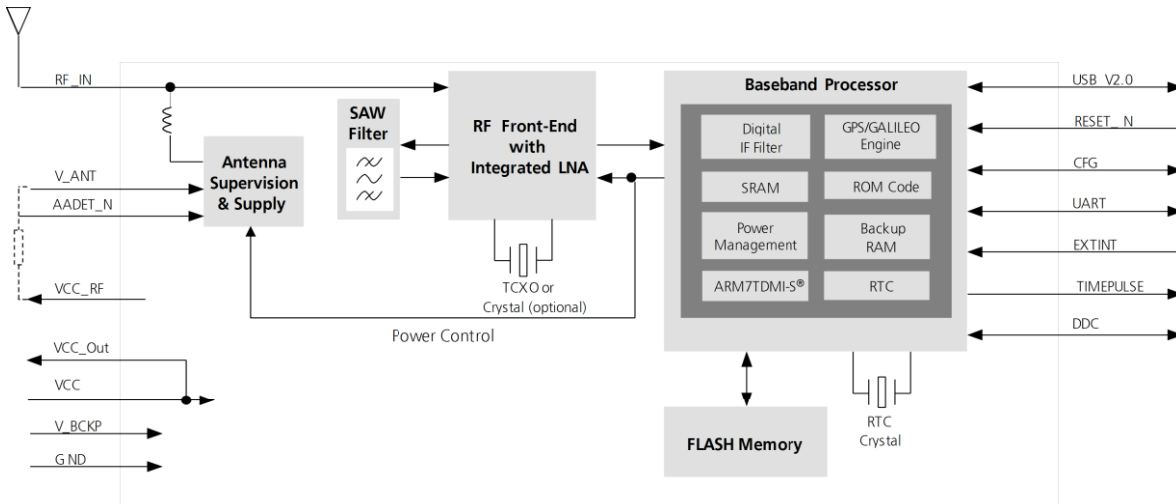 RF_IN
V_ANT
AADET_N
VCC_RF
VCC_Out
VCC
V_BCKP
GND
Antenna
Supervision
& Supply
SAW
Filter
RF Front-End
with
Integrated LNA
TCXO or
Crystal (optional)
Power Control
Baseband Processor
Digital
IF Filter
GPS/GALILEO
Engine
SRAM
ROM Code
Power
Management
Backup
RAM
ARM7TDMI-S®
RTC
FLASH Memory
RTC
Crystal
USB V2.0
RESET_N
CFG
UART
EXTINT
TIMEPULSE
DDC